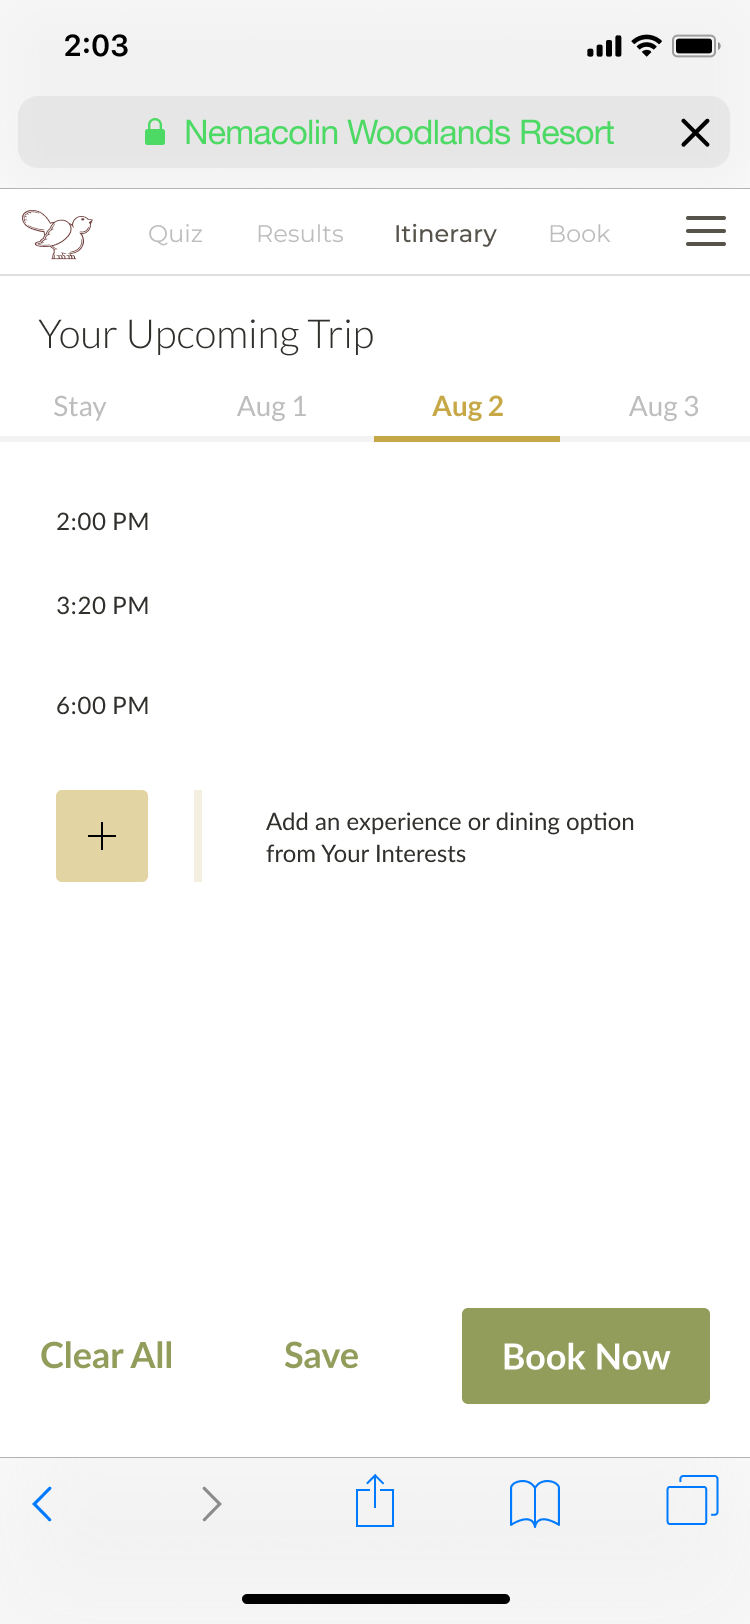 2:03
Nemacolin Woodlands Resort
Quiz Results Itinerary Book
Your Upcoming Trip
Stay Aug 1 Aug 2 Aug 3
2:00 PM
3:20 PM
6:00 PM
Add an experience or dining option
from Your Interests
Clear All Save Book Now